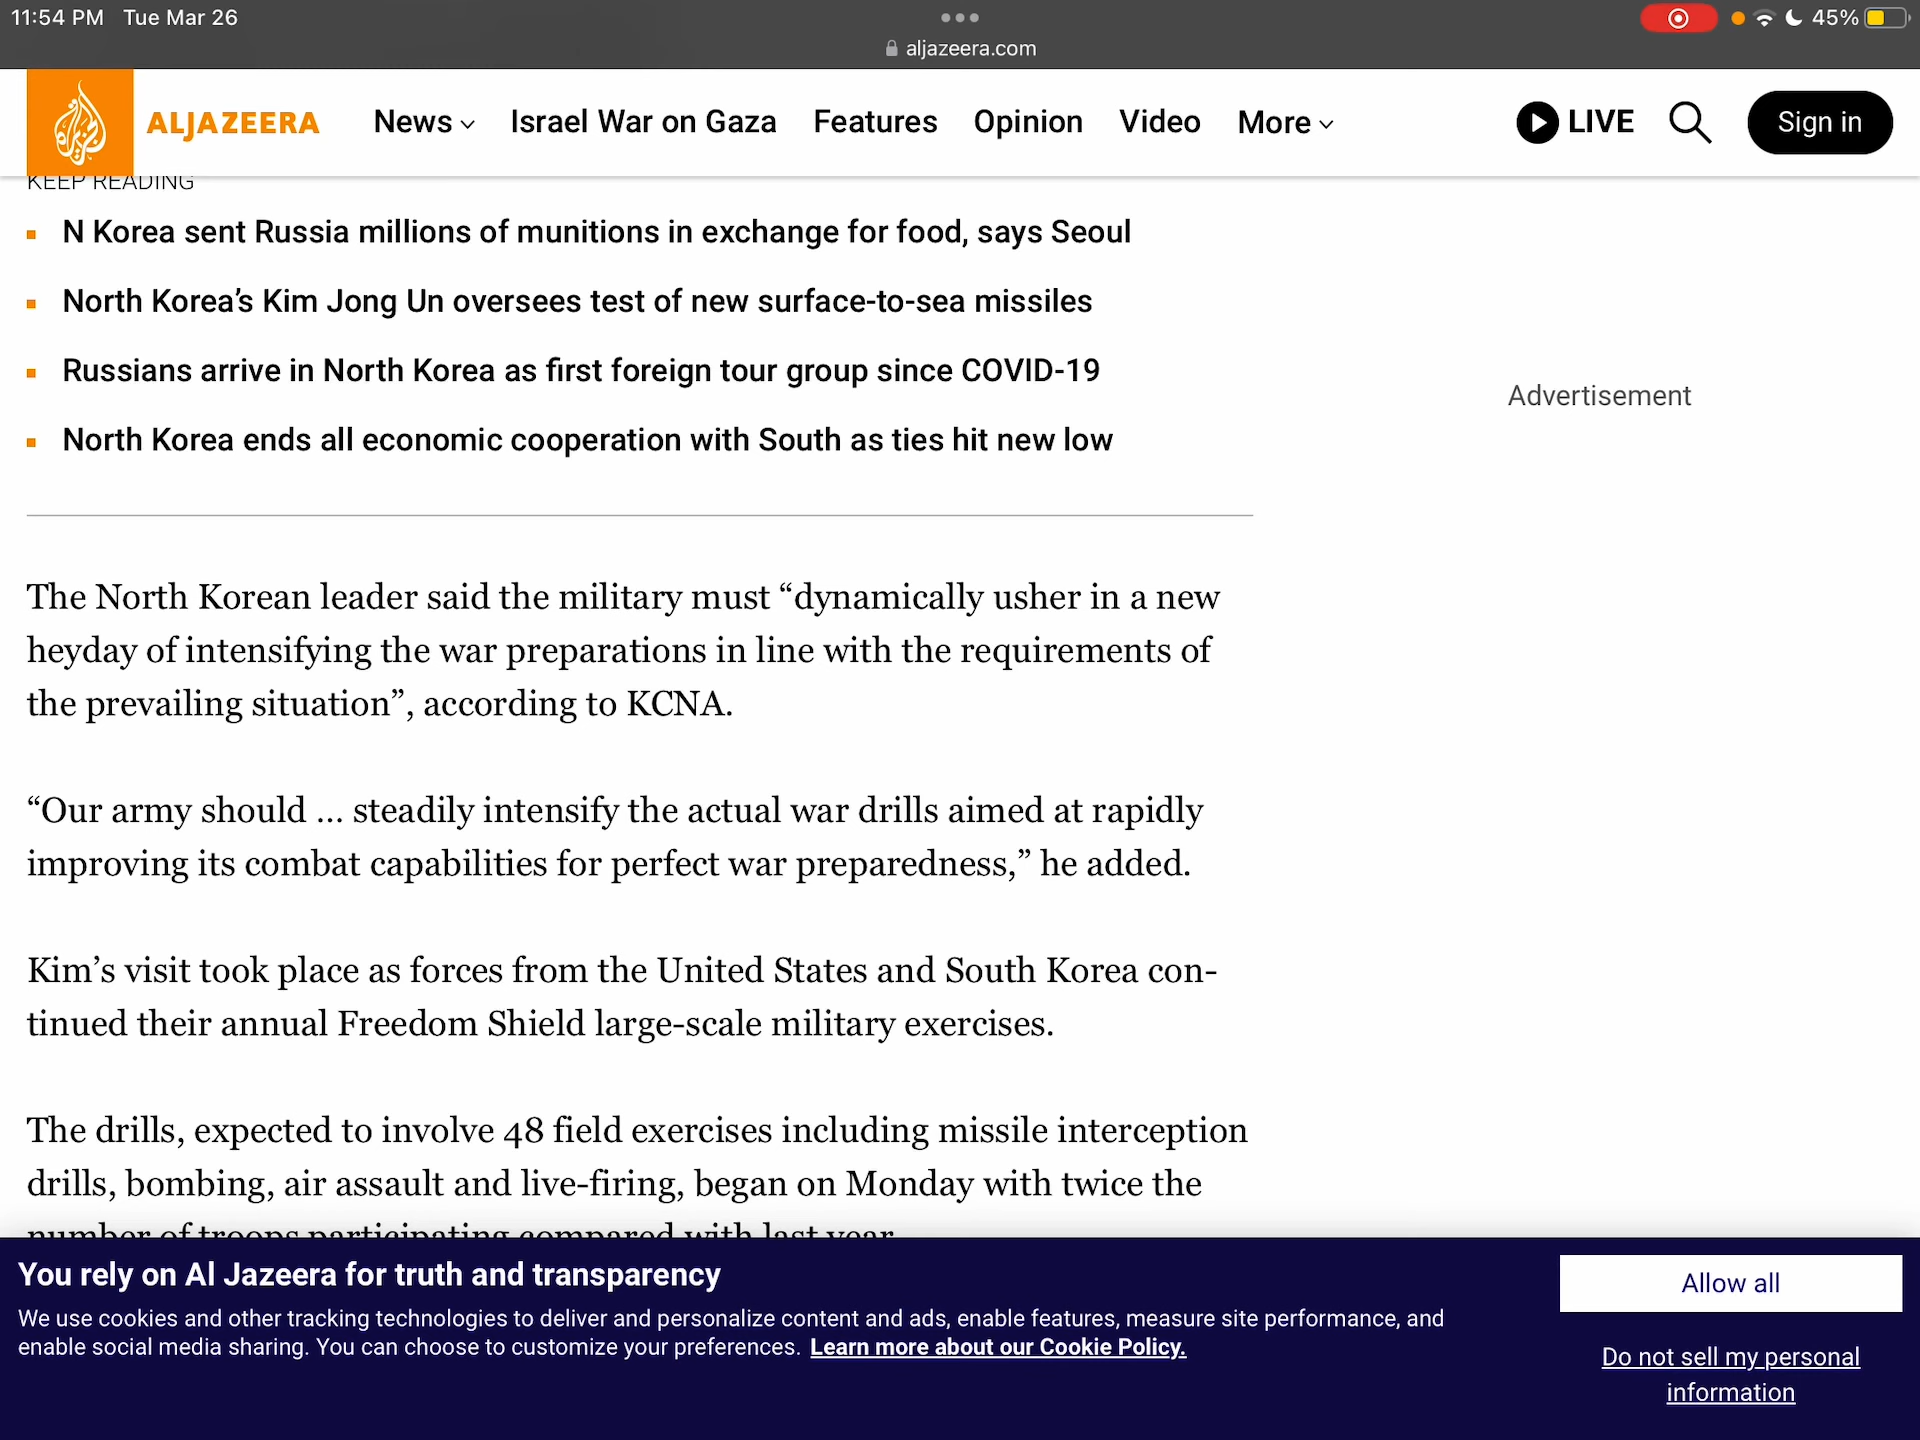 11:54 PM Tue Mar 26
45%
aljazeera.com
ALJAZEERA
News
Israel War on Gaza
Features
Opinion
Video
More
LIVE
Sign in
KEEP READING
N Korea sent Russia millions of munitions in exchange for food, says Seoul
North Korea’s Kim Jong Un oversees test of new surface-to-sea missiles
Russians arrive in North Korea as first foreign tour group since COVID-19
North Korea ends all economic cooperation with South as ties hit new low
Advertisement
The North Korean leader said the military must “dynamically usher in a new
heyday of intensifying the war preparations in line with the requirements of
the prevailing situation”, according to KCNA.
“Our army should ... steadily intensify the actual war drills aimed at rapidly
improving its combat capabilities for perfect war preparedness,” he added.
Kim’s visit took place as forces from the United States and South Korea con-
tinued their annual Freedom Shield large-scale military exercises.
The drills, expected to involve 48 field exercises including missile interception
drills, bombing, air assault and live-firing, began on Monday with twice the
number of troops participating compared with last year.
You rely on Al Jazeera for truth and transparency
We use cookies and other tracking technologies to deliver and personalize content and ads, enable features, measure site performance, and
enable social media sharing. You can choose to customize your preferences. Learn more about our Cookie Policy.
Allow all
Do not sell my personal
information